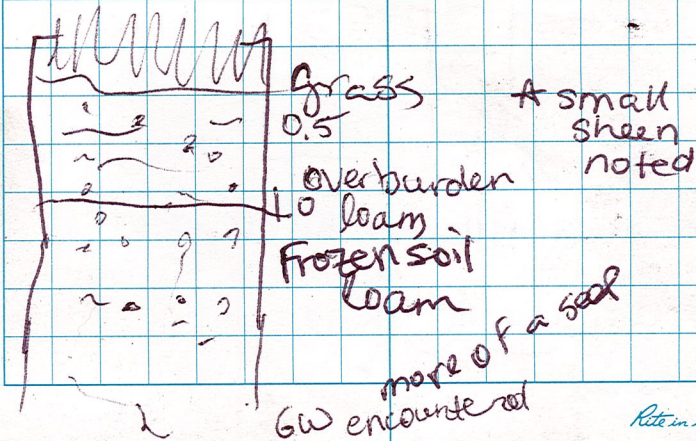 Grass
0.5
A small
sheen
noted
overburden
1.0 loam
Frozen soil
loam
more of a
GW encountered
Rite in